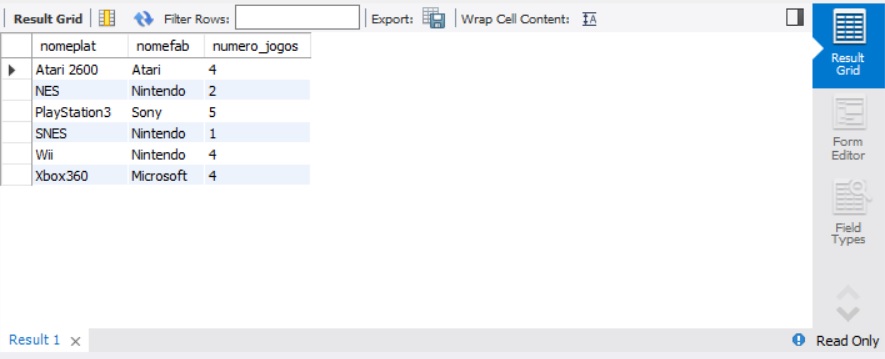 Result Grid Filter Rows: Export: Wrap Cell Content:
nomeplat nomefab numero_jogos
Atari 2600 Atari 4
NES Nintendo 2
PlayStation3 Sony 5
SNES Nintendo 1
Wii Nintendo 4
Xbox360 Microsoft 4
Result
Grid
Form
Editor
Field
Types
Result 1
Read Only